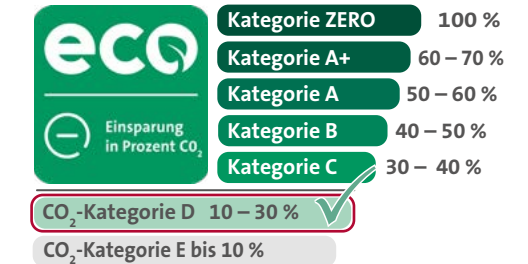 eco
Einsparung
in Prozent CO₂
Kategorie ZERO 100 %
Kategorie A+ 60 – 70 %
Kategorie A 50 – 60 %
Kategorie B 40 – 50 %
Kategorie C 30 – 40 %
CO₂-Kategorie D 10 – 30 %
CO₂-Kategorie E bis 10 %